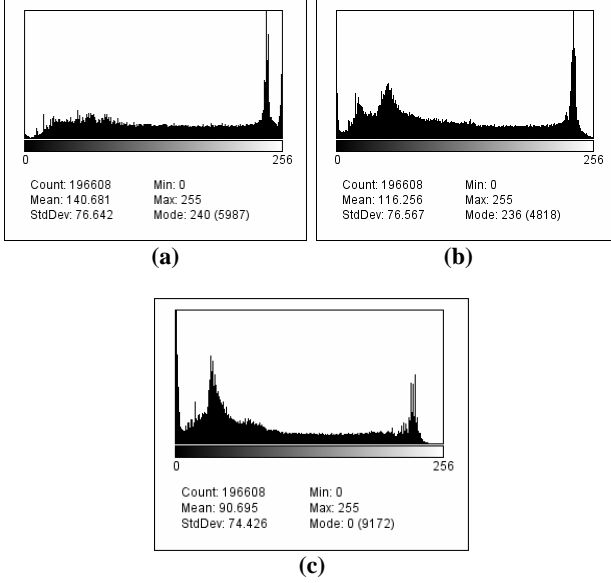 0 256
Count: 196608 Min: 0
Mean: 140.681 Max: 255
StdDev: 76.642 Mode: 240 (5987)
(a)
0 256
Count: 196608 Min: 0
Mean: 116.256 Max: 255
StdDev: 76.567 Mode: 236 (4818)
(b)
0 256
Count: 196608 Min: 0
Mean: 90.695 Max: 255
StdDev: 74.426 Mode: 0 (9172)
(c)